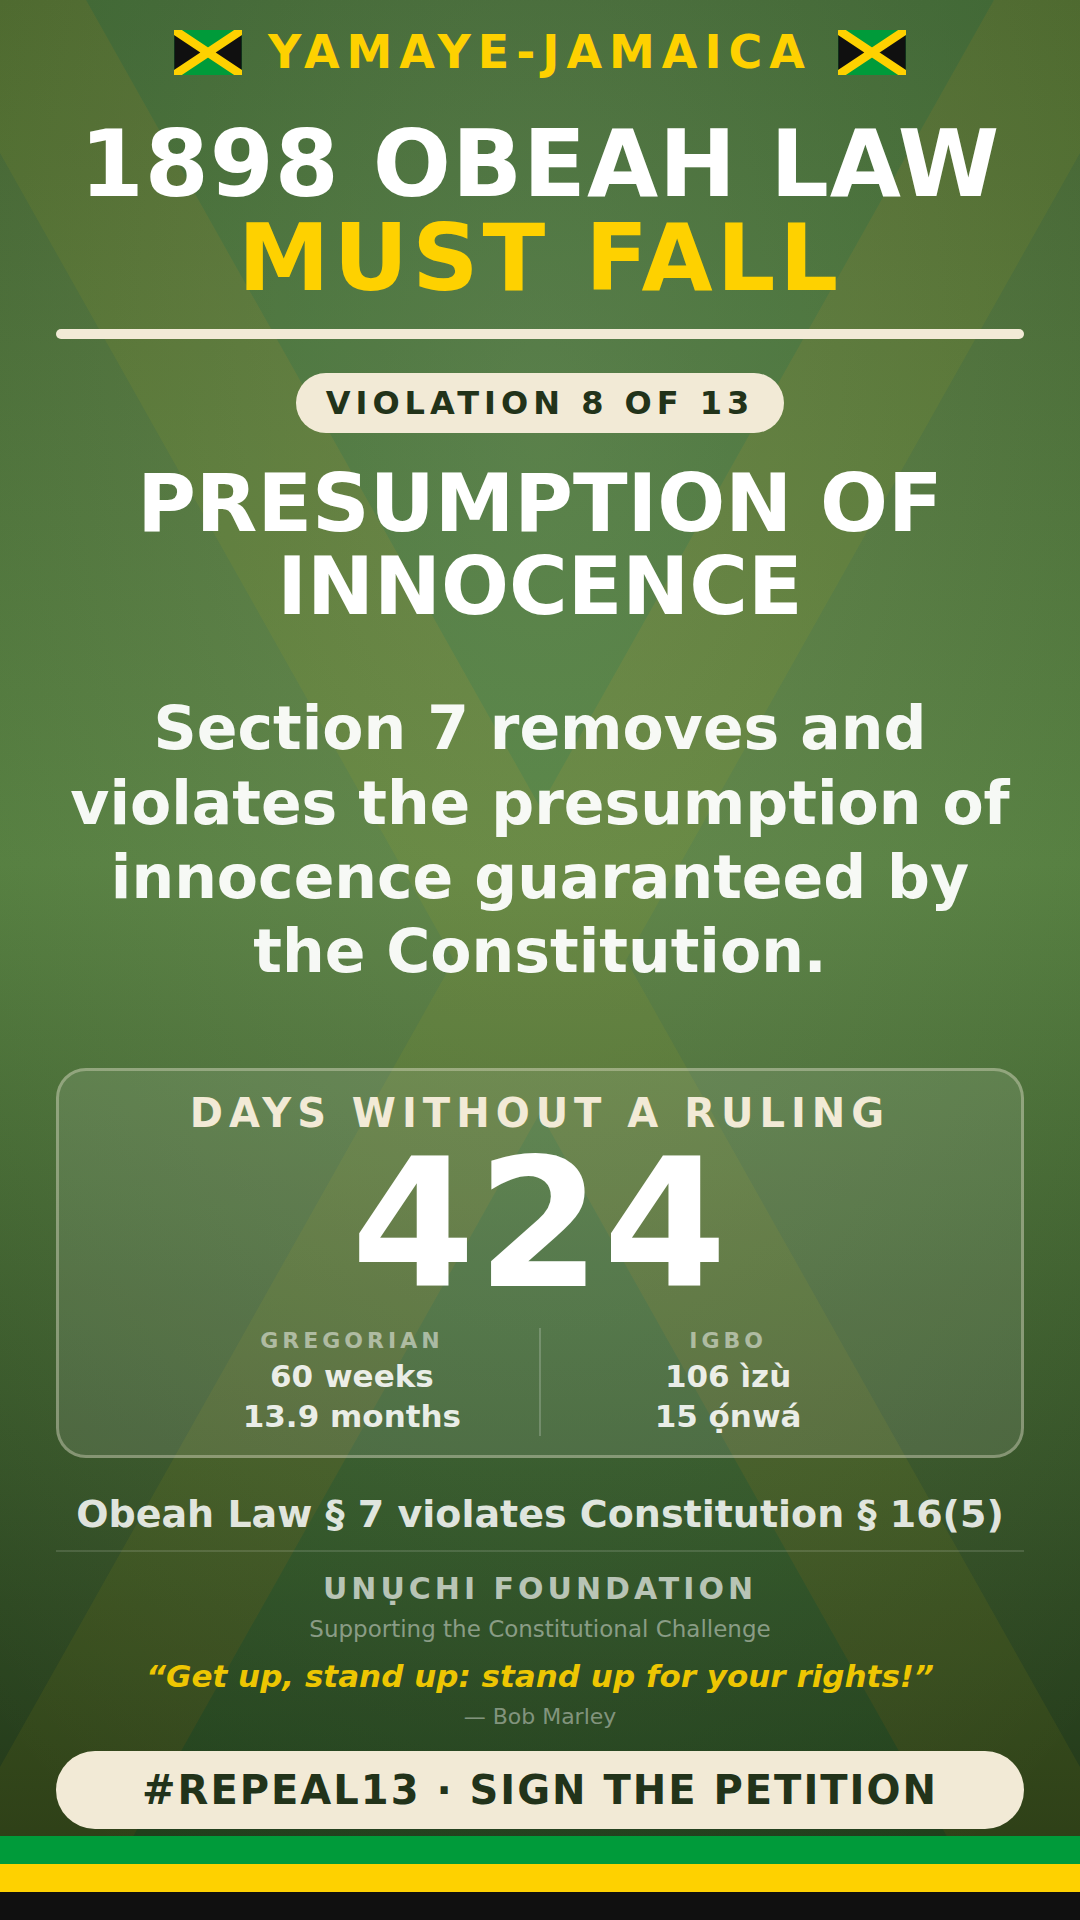 YAMAYE-JAMAICA
1898 OBEAH LAW
MUST FALL
VIOLATION 8 OF 13
PRESUMPTION OF
INNOCENCE
Section 7 removes and
violates the presumption of
innocence guaranteed by
the Constitution.
DAYS WITHOUT A RULING
424
GREGORIAN
60 weeks
13.9 months
IGBO
106 ìzù
15 ọ́nwá
Obeah Law § 7 violates Constitution § 16(5)
UNỤCHI FOUNDATION
Supporting the Constitutional Challenge
“Get up, stand up: stand up for your rights!”
— Bob Marley
#REPEAL13 · SIGN THE PETITION